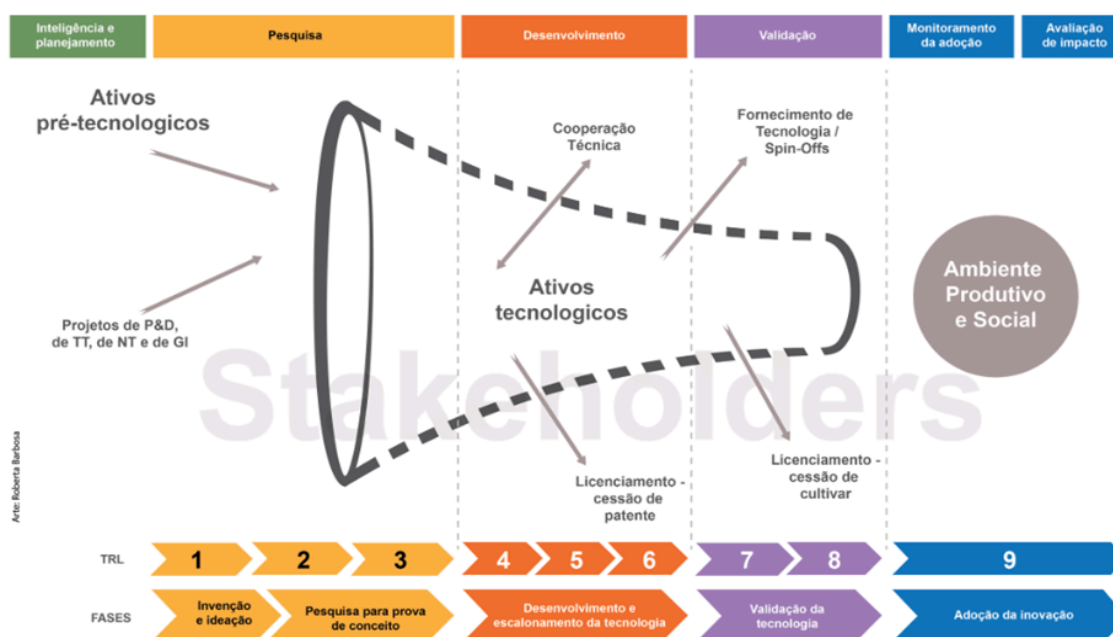 Inteligência e
planejamento
Pesquisa
Desenvolvimento
Validação
Monitoramento
da adoção
Avaliação
de impacto
Ativos
pré-tecnologicos
Cooperação
Técnica
Fornecimento de
Tecnologia /
Spin-Offs
Ativos
tecnologicos
Ambiente
Produtivo
e Social
Projetos de P&D,
de TT, de NT e de GI
Stakeholders
Licenciamento -
cessão de
patente
Licenciamento -
cessão de
cultivar
Arte: Roberta Barbosa
TRL
1
2
3
4
5
6
7
8
9
FASES
Invenção
e ideação
Pesquisa para prova
de conceito
Desenvolvimento e
escalonamento da tecnologia
Validação da
tecnologia
Adoção da inovação